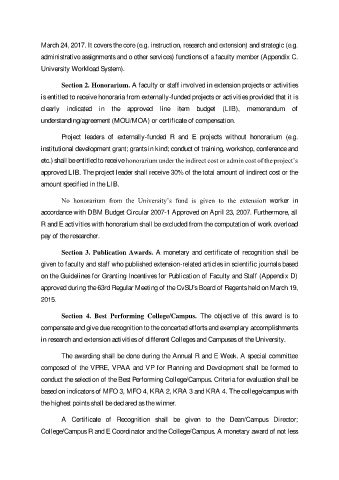 March 24, 2017. It covers the core (e.g. instruction, research and extension) and strategic (e.g.
administrative assignments and o other services) functions of a faculty member (Appendix C.
University Workload System).
Section 2. Honorarium. A faculty or staff involved in extension projects or activities
is entitled to receive honoraria from externally-funded projects or activities provided that it is
clearly indicated in the approved line item budget (LIB), memorandum of
understanding/agreement (MOU/MOA) or certificate of compensation.
Project leaders of externally-funded R and E projects without honorarium (e.g.
institutional development grant; grants in kind; conduct of training, workshop, conference and
etc.) shall be entitled to receive honorarium under the indirect cost or admin cost of the project's
approved LIB. The project leader shall receive 30% of the total amount of indirect cost or the
amount specified in the LIB.
No honorarium from the University's fund is given to the extension worker in
accordance with DBM Budget Circular 2007-1 Approved on April 23, 2007. Furthermore, all
R and E activities with honorarium shall be excluded from the computation of work overload
pay of the researcher.
Section 3. Publication Awards. A monetary and certificate of recognition shall be
given to faculty and staff who published extension-related articles in scientific journals based
on the Guidelines for Granting Incentives for Publication of Faculty and Staff (Appendix D)
approved during the 63rd Regular Meeting of the CvSU's Board of Regents held on March 19,
2015.
Section 4. Best Performing College/Campus. The objective of this award is to
compensate and give due recognition to the concerted efforts and exemplary accomplishments
in research and extension activities of different Colleges and Campuses of the University.
The awarding shall be done during the Annual R and E Week. A special committee
composed of the VPRE, VPAA and VP for Planning and Development shall be formed to
conduct the selection of the Best Performing College/Campus. Criteria for evaluation shall be
based on indicators of MFO 3, MFO 4, KRA 2, KRA 3 and KRA 4. The college/campus with
the highest points shall be declared as the winner.
A Certificate of Recognition shall be given to the Dean/Campus Director;
College/Campus R and E Coordinator and the College/Campus. A monetary award of not less